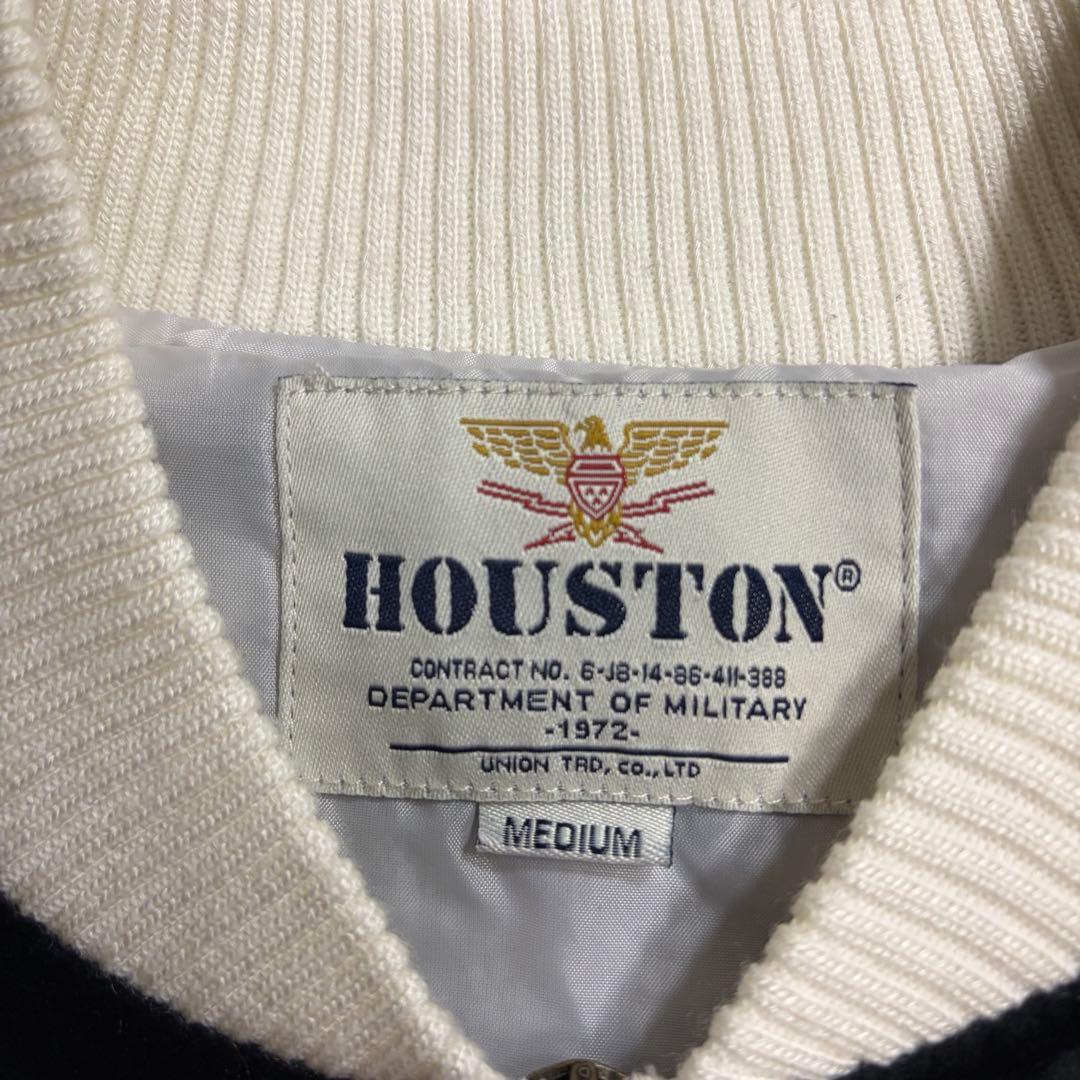 HOUSTON®
CONTRACT NO. 6-J8-14-86-411-388
DEPARTMENT OF MILITARY
-1972-
UNION TRD, CO., LTD
MEDIUM